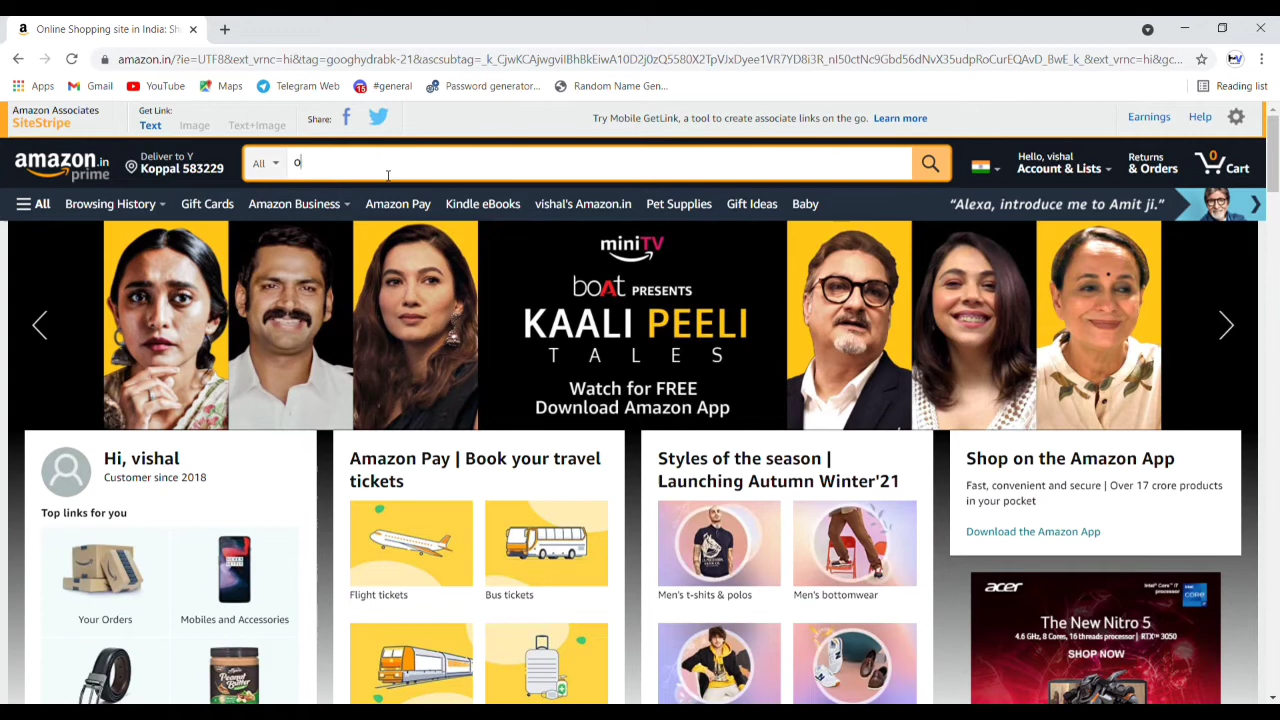 Online Shopping site in India: Sh
amazon.in/?ie=UTF8&ext_vrnc=hi&tag=googhydrabk-21&ascsubtag=_k_
Apps
Gmail
YouTube
Maps
Telegram Web
#general
Password generator...
Random Name Gen...
Reading list
Amazon Associates
SiteStripe
Get Link:
Text
Image
Text+Image
Share:
Try Mobile GetLink, a tool to create associate links on the go. Learn more
Earnings
Help
amazon.in
prime
Deliver to Y
Koppal 583229
All
o
Hello, vishal
Account & Lists
Returns
& Orders
0
Cart
All
Browsing History
Gift Cards
Amazon Business
Amazon Pay
Kindle eBooks
vishal's Amazon.in
Pet Supplies
Gift Ideas
Baby
“Alexa, introduce me to Amit ji.”
miniTV
boAt PRESENTS
KAALI PEELI
TALES
Watch for FREE
Download Amazon App
Hi, vishal
Customer since 2018
Top links for you
Your Orders
Mobiles and Accessories
Peanut
Butter
Amazon Pay | Book your travel
tickets
Flight tickets
Bus tickets
Styles of the season |
Launching Autumn Winter'21
Men's t-shirts & polos
Men's bottomwear
Shop on the Amazon App
Fast, convenient and secure | Over 17 crore products
in your pocket
Download the Amazon App
acer
Intel® Core™ i7
processor
intel
CORE
The New Nitro 5
4.6 GHz, 8 Cores, 16 threads processor| RTX™ 3050
SHOP NOW